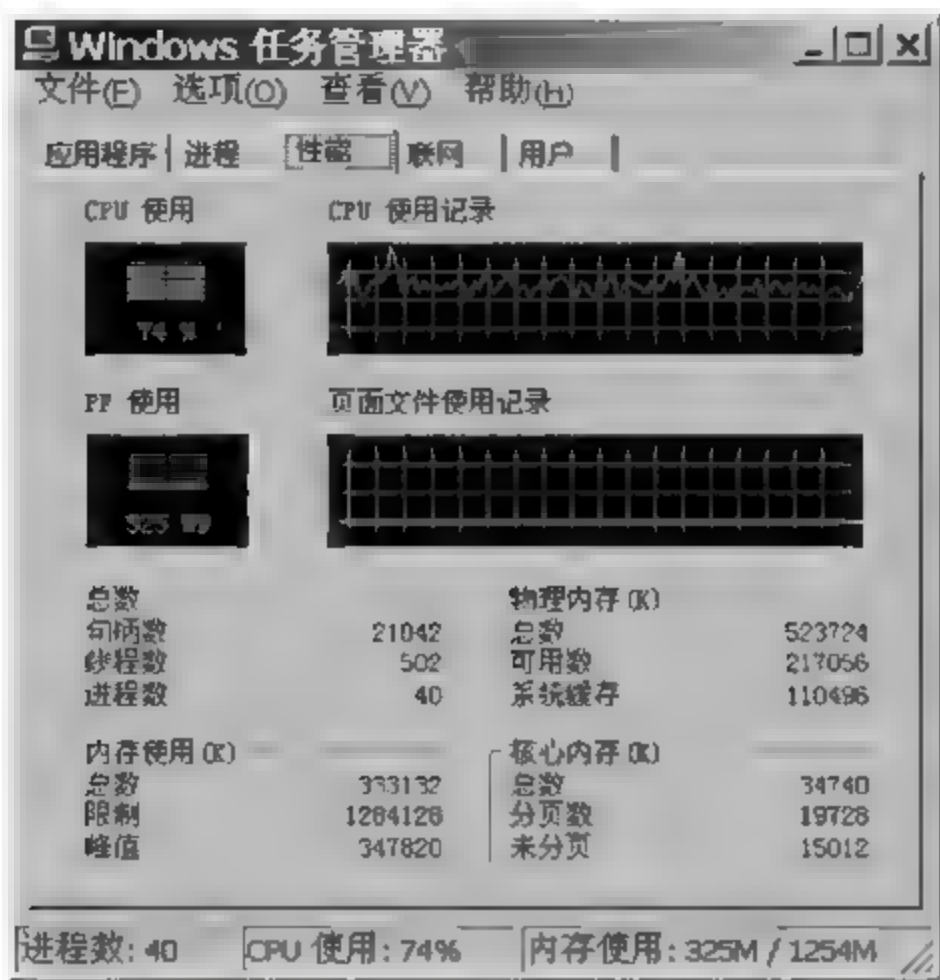 Windows 任务管理器
文件(F) 选项(O) 查看(V) 帮助(H)
应用程序 进程 性能 联网 用户
CPU 使用 CPU 使用记录
74 %
PF 使用 页面文件使用记录
325 MB
总数 物理内存(K)
句柄数 21042 总数 523724
线程数 502 可用数 217056
进程数 40 系统缓存 110496
内存使用(K) 核心内存(K)
总数 333132 总数 34740
限制 1284128 分页数 19728
峰值 347820 未分页 15012
进程数: 40 CPU 使用: 74% 内存使用: 325M / 1254M